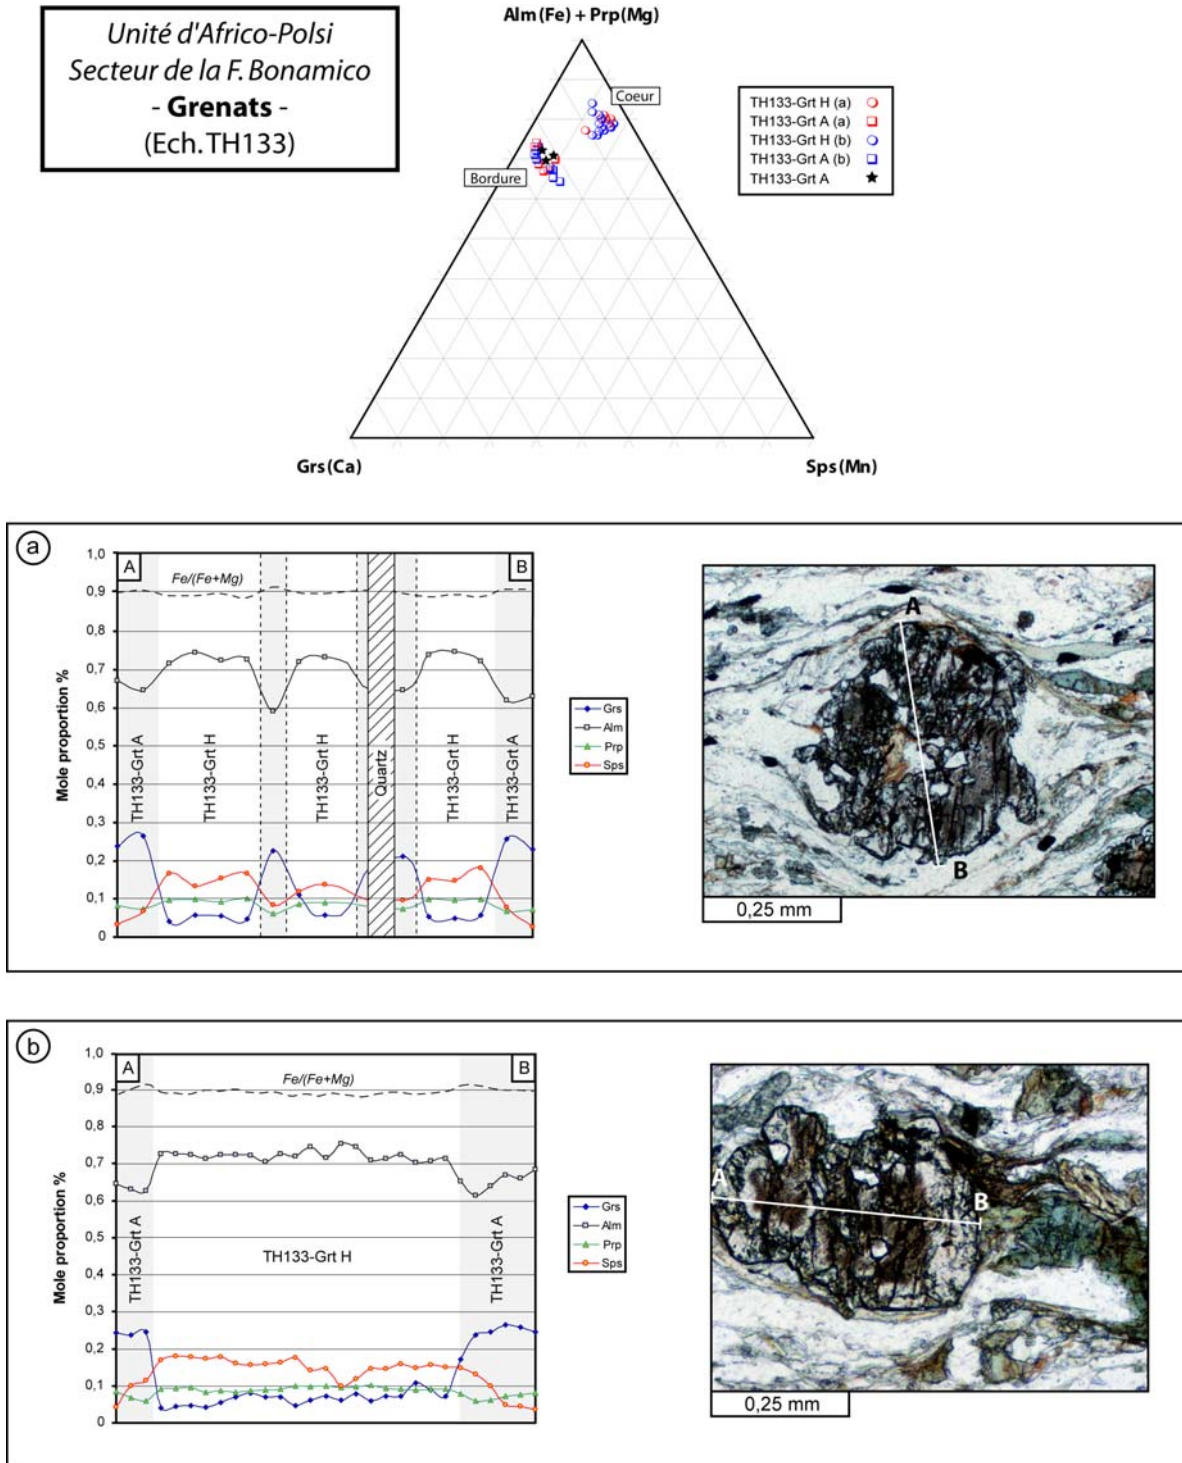 Unité d'Africo-Polsi
Secteur de la F. Bonamico
- Grenats -
(Ech. TH133)
Alm (Fe) + Prp (Mg)
Coeur
Bordure
Grs (Ca)
Sps (Mn)
TH133-Grt H (a)
TH133-Grt A (a)
TH133-Grt H (b)
TH133-Grt A (b)
TH133-Grt A
a
Mole proportion %
1,0
0,9
0,8
0,7
0,6
0,5
0,4
0,3
0,2
0,1
0
A
B
Fe/(Fe+Mg)
TH133-Grt A
TH133-Grt H
TH133-Grt H
Quartz
TH133-Grt H
TH133-Grt A
Grs
Alm
Prp
Sps
A
B
0,25 mm
b
Mole proportion %
1,0
0,9
0,8
0,7
0,6
0,5
0,4
0,3
0,2
0,1
0
A
B
Fe/(Fe+Mg)
TH133-Grt A
TH133-Grt H
TH133-Grt A
Grs
Alm
Prp
Sps
A
B
0,25 mm